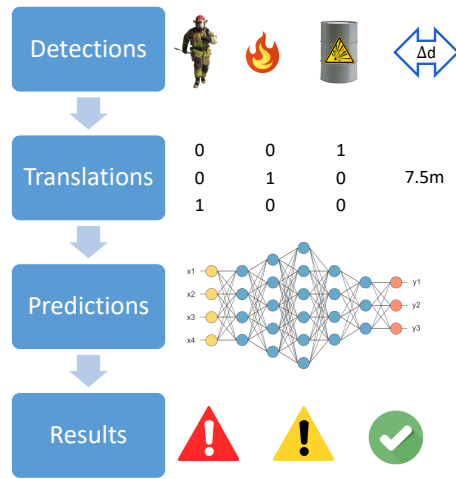 Detections
Δd
Translations
0 0 1
0 1 0
1 0 0
7.5m
Predictions
x1
x2
x3
x4
y1
y2
y3
Results